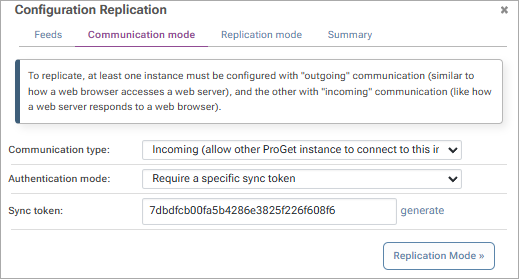 Configuration Replication
Feeds Communication mode Replication mode Summary
To replicate, at least one instance must be configured with "outgoing" communication (similar to
how a web browser accesses a web server), and the other with "incoming" communication (like how
a web server responds to a web browser).
Communication type: Incoming (allow other ProGet instance to connect to this in
Authentication mode: Require a specific sync token
Sync token: 7dbdfcb00fa5b4286e3825f226f608f6 generate
Replication Mode »